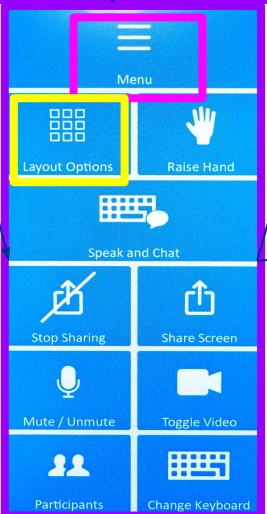 Menu
Layout Options
Raise Hand
Speak and Chat
Stop Sharing
Share Screen
Mute / Unmute
Toggle Video
Participants
Change Keyboard